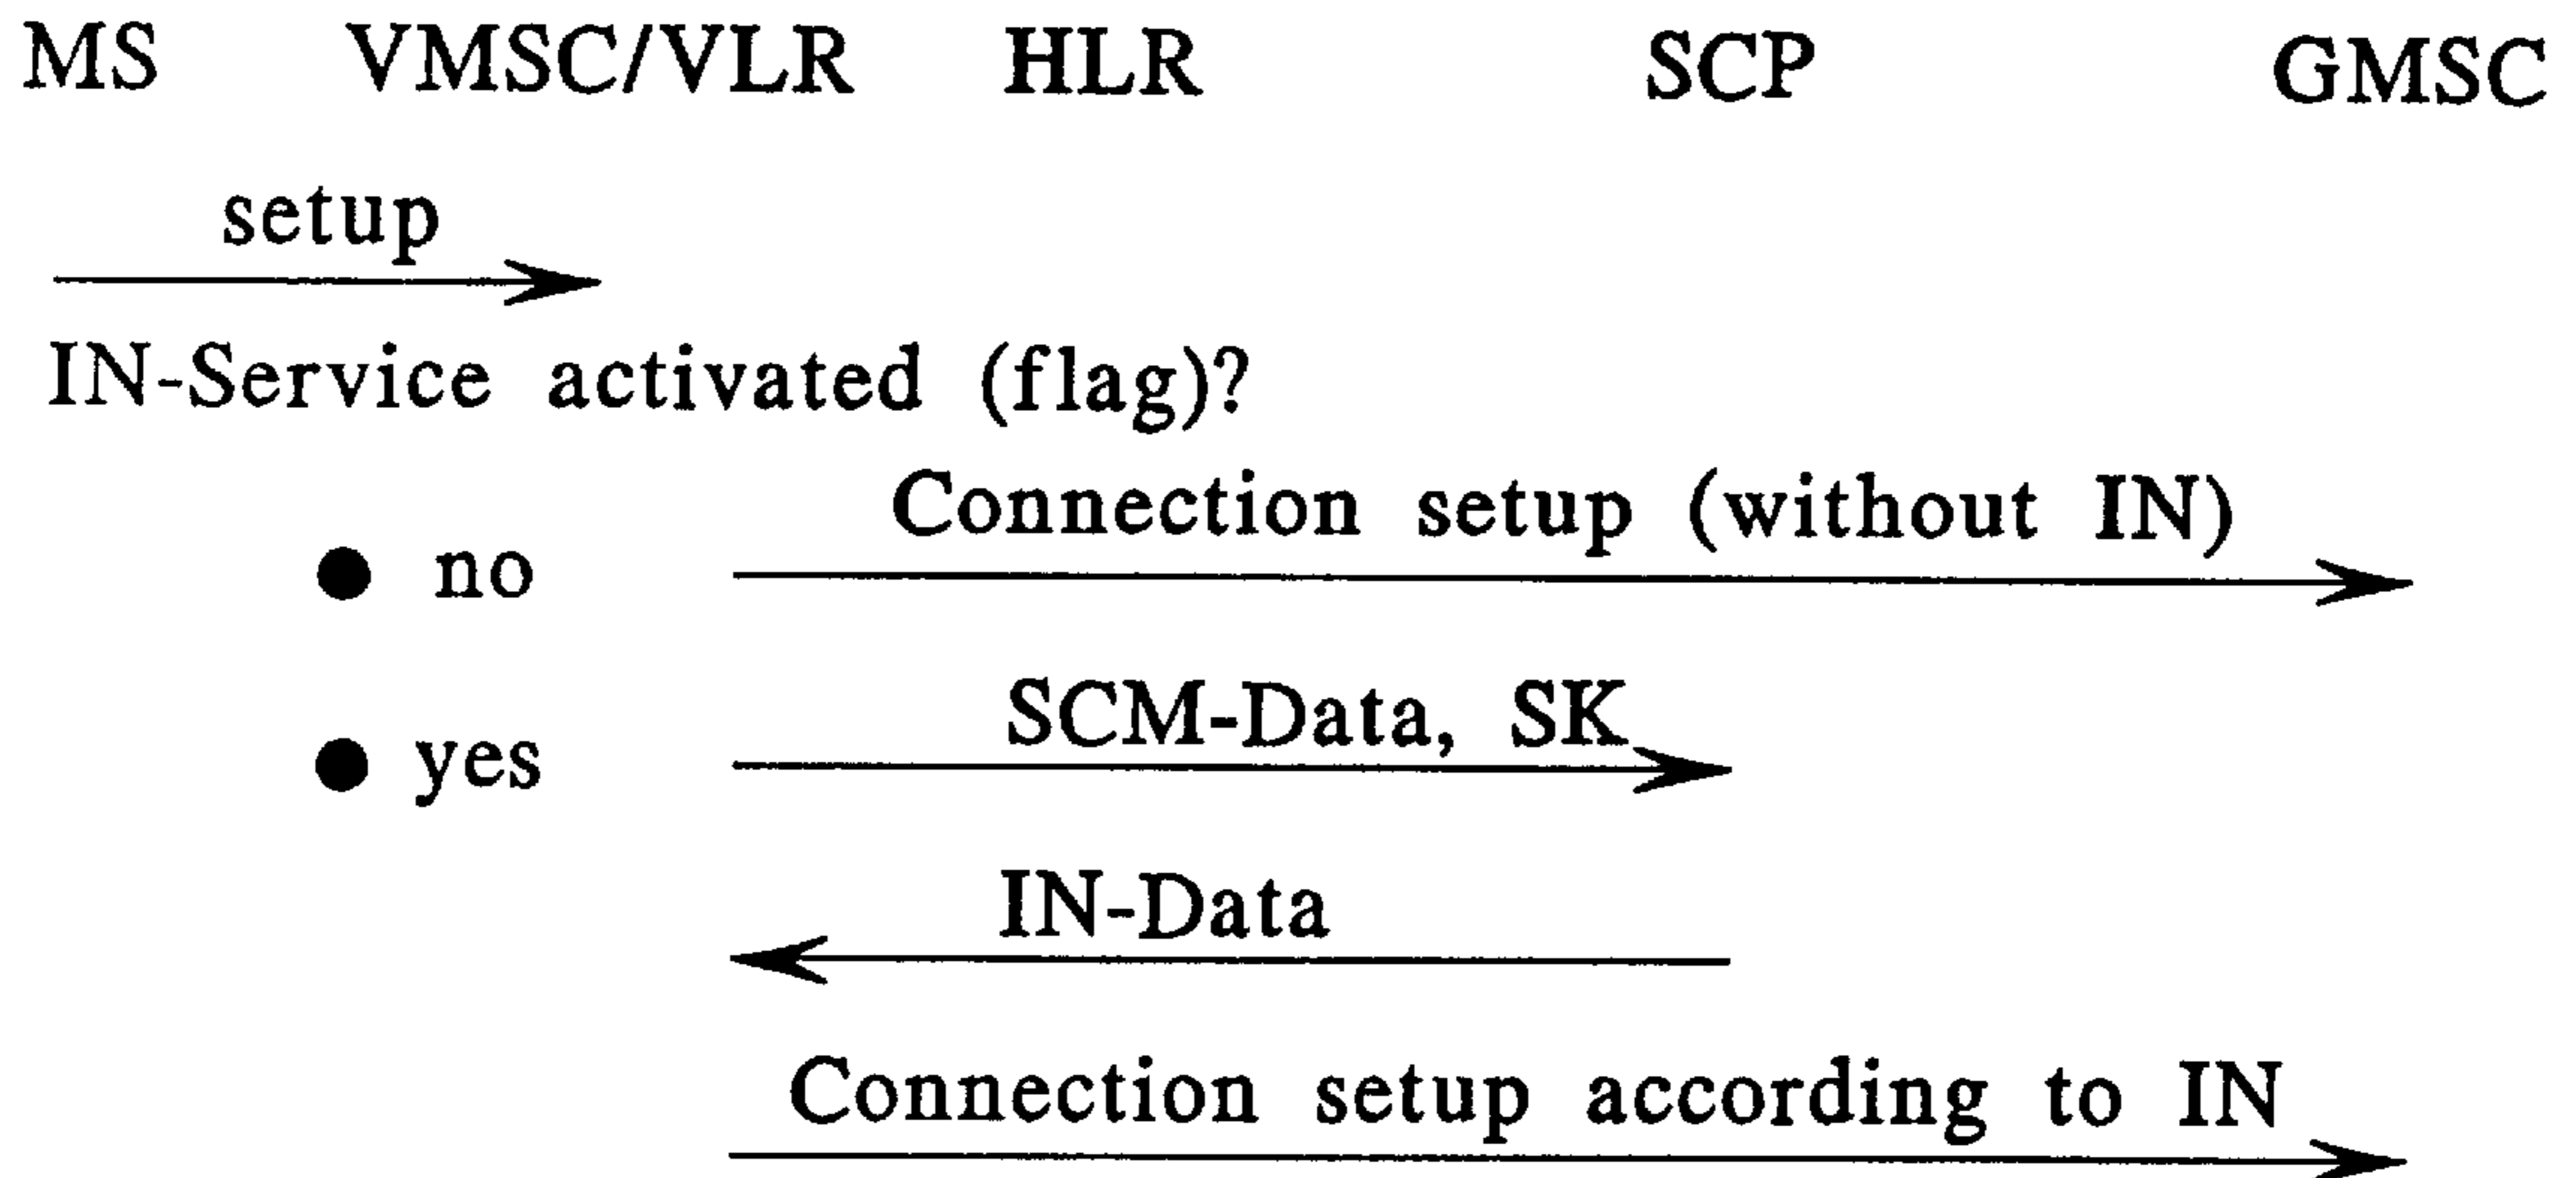 MS VMSC/VLR HLR SCP GMSC
setup
IN-Service activated (flag)?
Connection setup (without IN)
● no
SCM-Data, SK
● yes
IN-Data
Connection setup according to IN